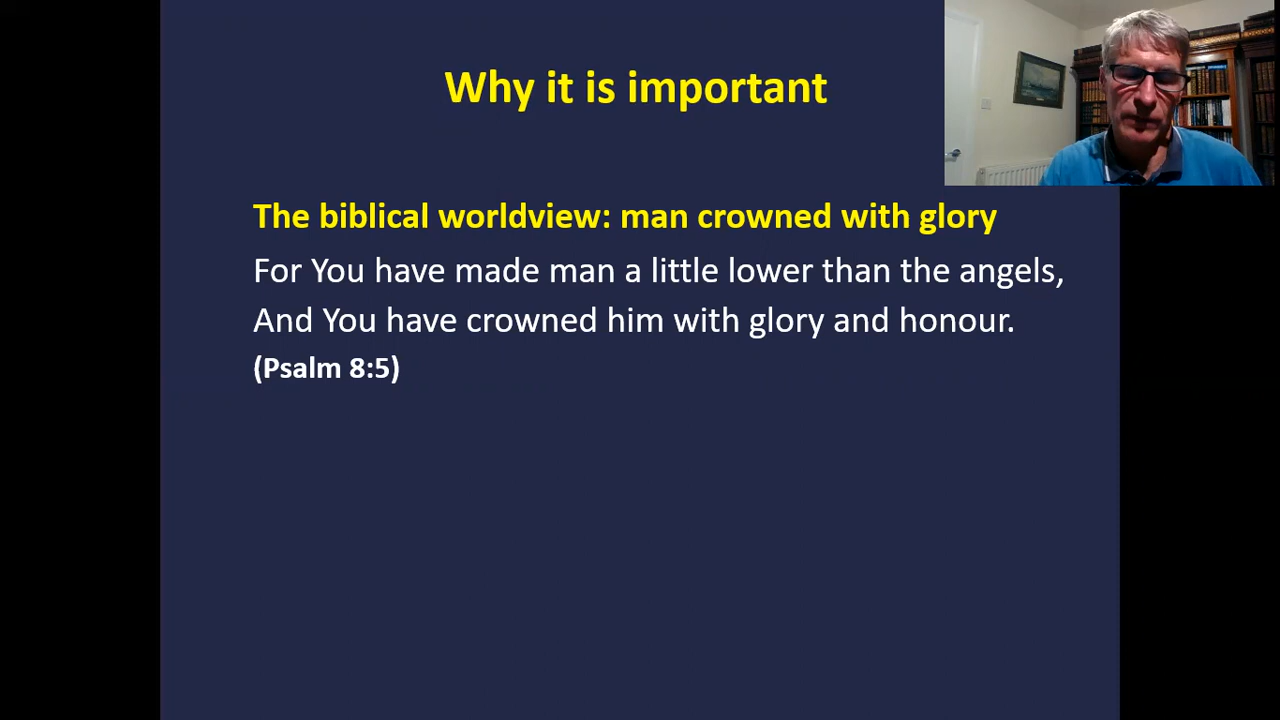 Why it is important
The biblical worldview: man crowned with glory
For You have made man a little lower than the angels,
And You have crowned him with glory and honour.
(Psalm 8:5)